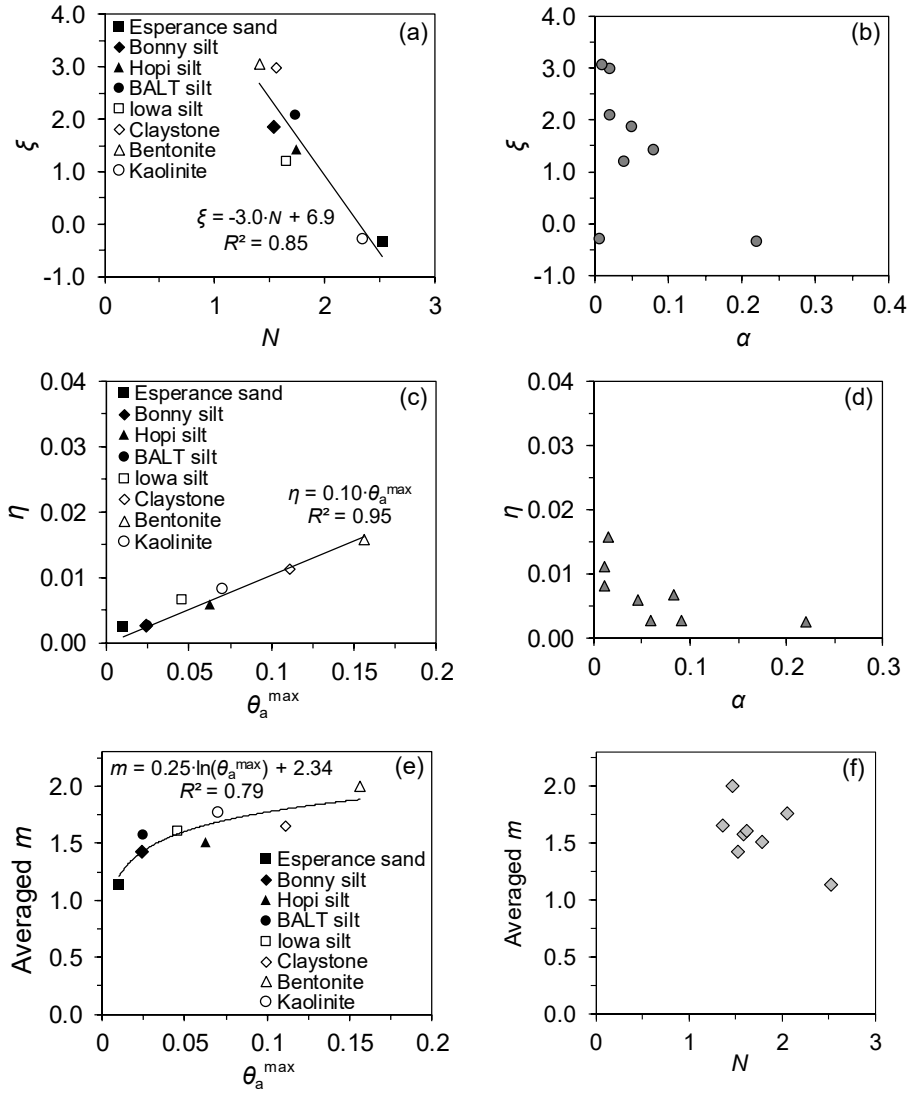 (a)
4.0
3.0
2.0
1.0
0.0
-1.0
ξ
Esperance sand
Bonny silt
Hopi silt
BALT silt
Iowa silt
Claystone
Bentonite
Kaolinite
ξ = -3.0·N + 6.9
R² = 0.85
0 1 2 3
N
(b)
4.0
3.0
2.0
1.0
0.0
-1.0
ξ
0 0.1 0.2 0.3 0.4
α
(c)
0.04
0.03
0.02
0.01
0.00
η
Esperance sand
Bonny silt
Hopi silt
BALT silt
Iowa silt
Claystone
Bentonite
Kaolinite
η = 0.10·θₐᵐᵃˣ
R² = 0.95
0 0.05 0.1 0.15 0.2
θₐᵐᵃˣ
(d)
0.04
0.03
0.02
0.01
0.00
η
0 0.1 0.2 0.3
α
(e)
m = 0.25·ln(θₐᵐᵃˣ) + 2.34
R² = 0.79
2.0
1.5
1.0
0.5
0.0
Averaged m
Esperance sand
Bonny silt
Hopi silt
BALT silt
Iowa silt
Claystone
Bentonite
Kaolinite
0 0.05 0.1 0.15 0.2
θₐᵐᵃˣ
(f)
2.0
1.5
1.0
0.5
0.0
Averaged m
0 1 2 3
N